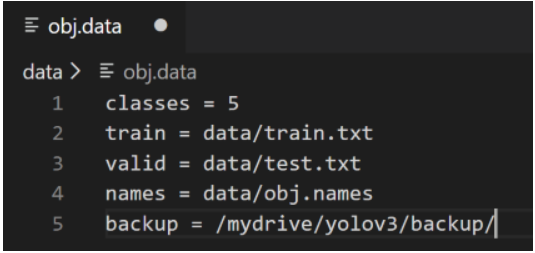 obj.data
data > obj.data
1 classes = 5
2 train = data/train.txt
3 valid = data/test.txt
4 names = data/obj.names
5 backup = /mydrive/yolov3/backup/